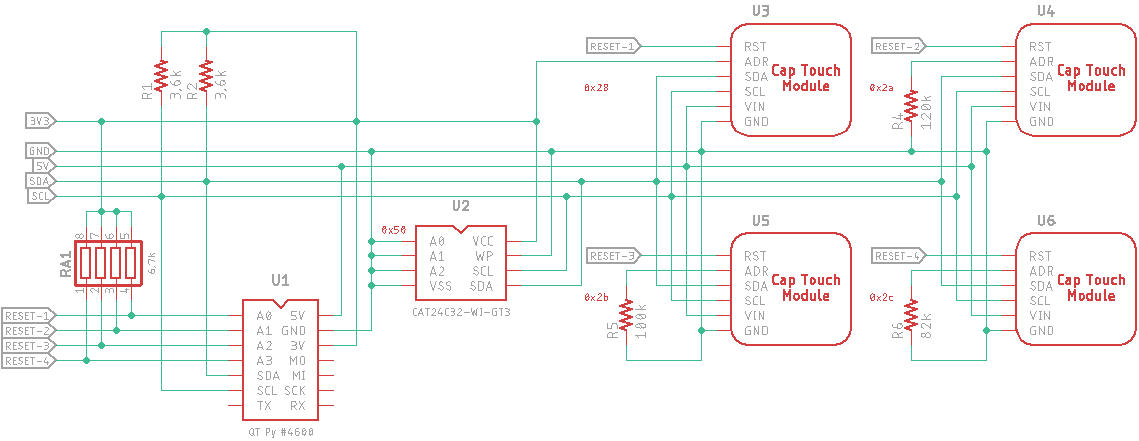 U3
U4
RESET-1
RST
ADR
SDA
SCL
VIN
GND
Cap Touch
Module
0x28
RESET-2
RST
ADR
SDA
SCL
VIN
GND
Cap Touch
Module
0x2a
R4
120k
R1
3,6k
R2
3,6k
3V3
GND
5V
SDA
SCL
U2
0x50
A0
A1
A2
VSS
VCC
WP
SCL
SDA
CAT24C32-WI-GT3
U5
U6
RESET-3
RST
ADR
SDA
SCL
VIN
GND
Cap Touch
Module
0x2b
R5
100k
RESET-4
RST
ADR
SDA
SCL
VIN
GND
Cap Touch
Module
0x2c
R6
82k
RA1
8
7
6
5
1
2
3
4
6,7k
U1
RESET-1
RESET-2
RESET-3
RESET-4
A0
A1
A2
A3
SDA
SCL
TX
5V
GND
3V
MO
MI
SCK
RX
QT Py #4600